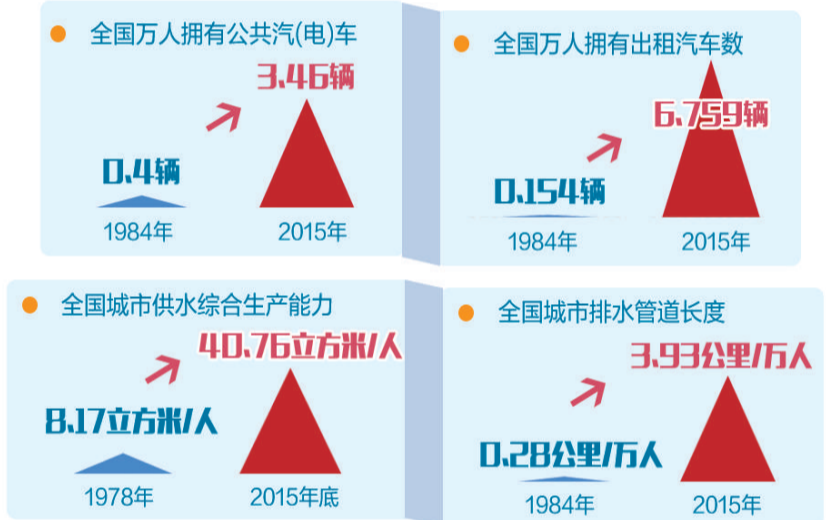 全国万人拥有公共汽(电)车
3.46辆
0.4辆
1984年
2015年
全国万人拥有出租汽车数
6.759辆
0.154辆
1984年
2015年
全国城市供水综合生产能力
40.76立方米/人
8.17立方米/人
1978年
2015年底
全国城市排水管道长度
3.93公里/万人
0.28公里/万人
1984年
2015年